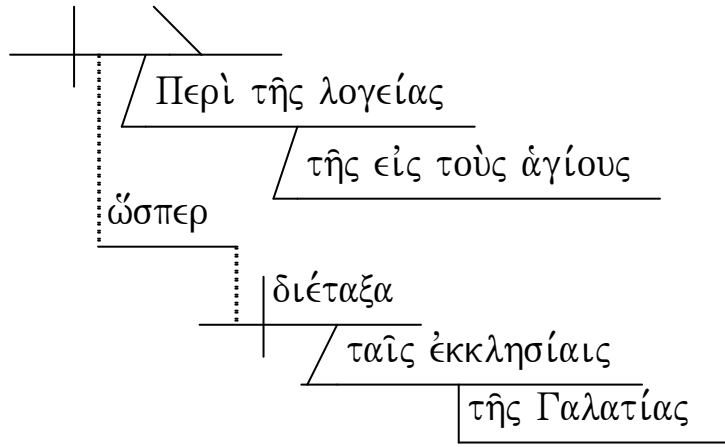 Περὶ τῆς λογείας
τῆς εἰς τοὺς ἁγίους
ὥσπερ
διέταξα
ταῖς ἐκκλησίαις
τῆς Γαλατίας